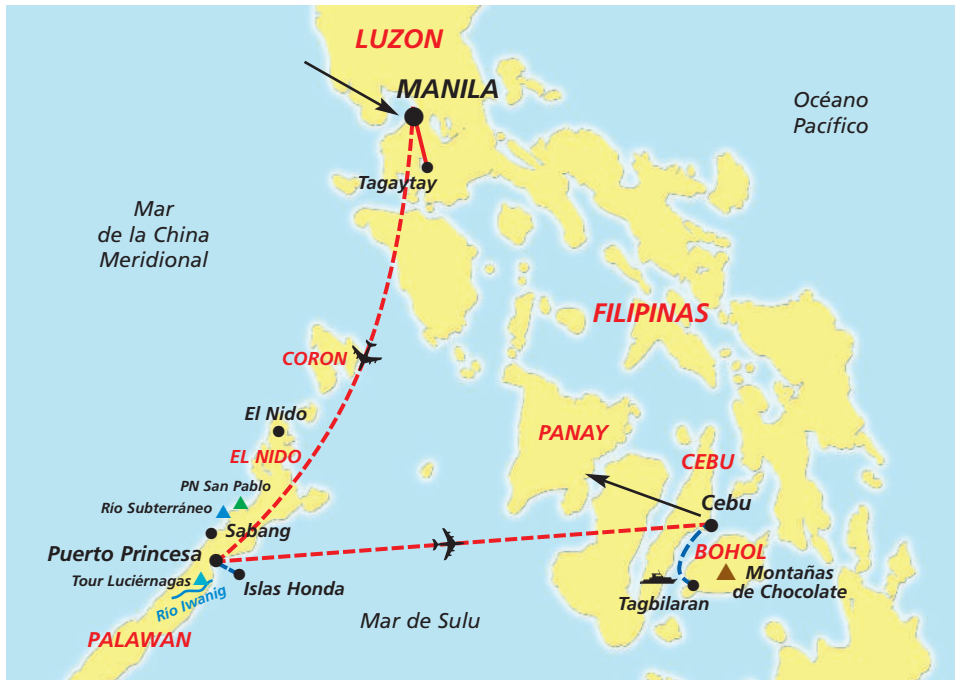 LUZON
MANILA
Océano
Pacífico
Tagaytay
Mar
de la China
Meridional
FILIPINAS
CORON
El Nido
PANAY
EL NIDO
CEBU
PN San Pablo
Río Subterráneo
Cebu
Sabang
Puerto Princesa
BOHOL
Tour Luciérnagas
Islas Honda
Montañas
de Chocolate
Río Iwanig
Tagbilaran
Mar de Sulu
PALAWAN